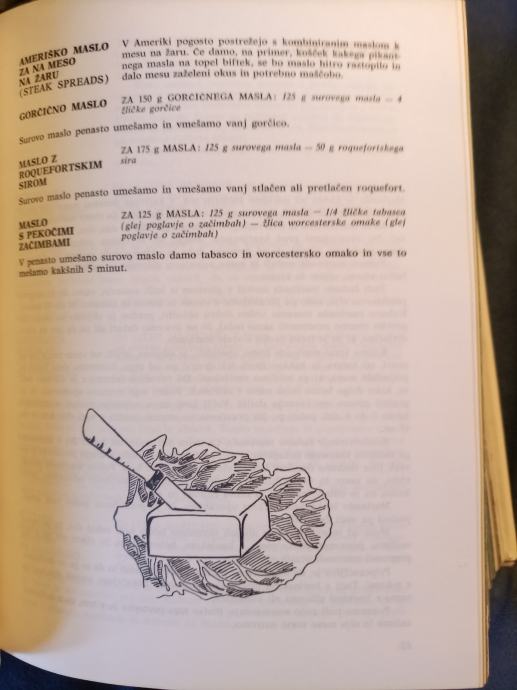 AMERIŠKO MASLO
ZA NA MESO
NA ŽARU
(STEAK SPREADS)
V Ameriki pogosto postrežejo s kombiniranim maslom k
mesu na žaru. Če damo, na primer, košček kakega pikant-
nega masla na topel biftek, se bo maslo hitro raztopilo in
dalo mesu zaželeni okus in potrebno maščobo.
GORČIČNO MASLO
ZA 150 g GORČIČNEGA MASLA: 125 g surovega masla — 4
žličke gorčice
Surovo maslo penasto umešamo in vmešamo vanj gorčico.
MASLO Z
ROQUEFORTSKIM
SIROM
ZA 175 g MASLA: 125 g surovega masla — 50 g roquefortskega
sira
Surovo maslo penasto umešamo in vmešamo vanj stlačen ali pretlačen roquefort.
MASLO
S PEKOČIMI
ZAČIMBAMI
ZA 125 g MASLA: 125 g surovega masla — 1/4 žličke tabasca
(glej poglavje o začimbah) — žlica worcesterske omake (glej
poglavje o začimbah)
V penasto umešano surovo maslo damo tabasco in worcestersko omako in vse to
mešamo kakšnih 5 minut.